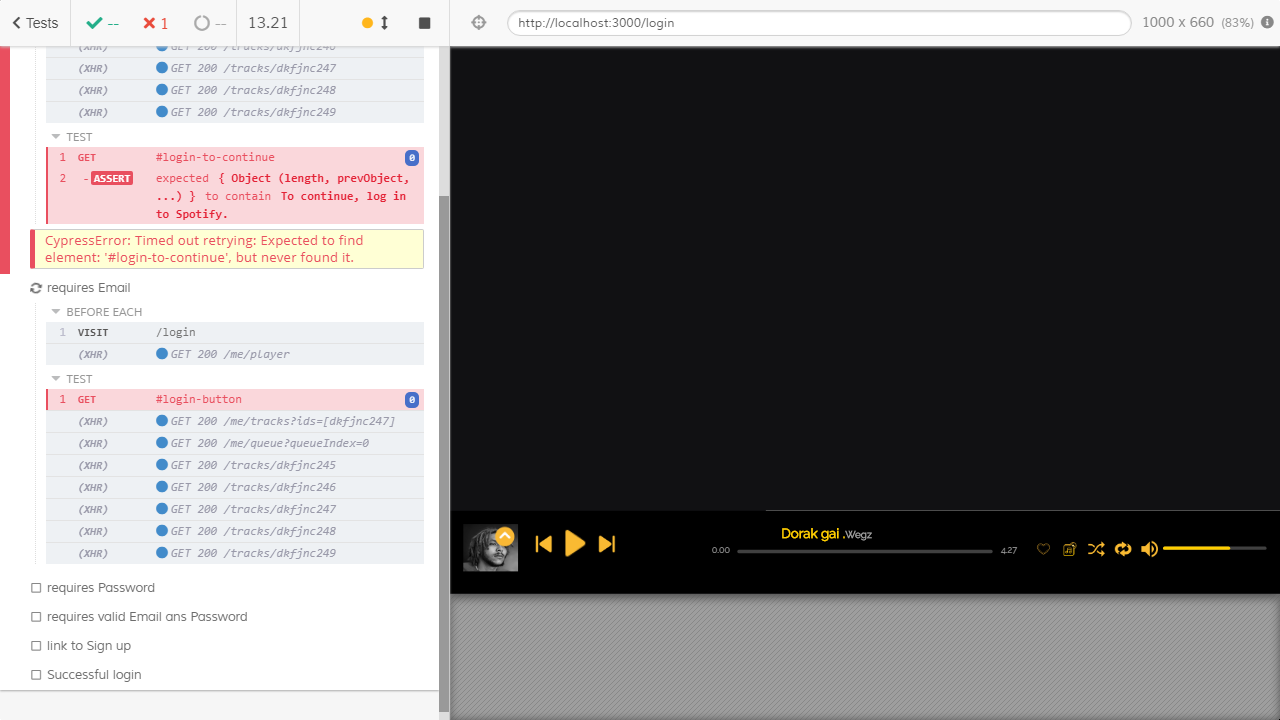 Tests
--
1
--
13.21
http://localhost:3000/login
1000 x 660 (83%)
(XHR) GET 200 /tracks/dkfjnc246
(XHR) GET 200 /tracks/dkfjnc247
(XHR) GET 200 /tracks/dkfjnc248
(XHR) GET 200 /tracks/dkfjnc249
TEST
1 GET #login-to-continue 0
2 -ASSERT expected { Object (length, prevObject,
...) } to contain To continue, log in
to Spotify.
CypressError: Timed out retrying: Expected to find
element: '#login-to-continue', but never found it.
requires Email
BEFORE EACH
1 VISIT /login
(XHR) GET 200 /me/player
TEST
1 GET #login-button 0
(XHR) GET 200 /me/tracks?ids=[dkfjnc247]
(XHR) GET 200 /me/queue?queueIndex=0
(XHR) GET 200 /tracks/dkfjnc245
(XHR) GET 200 /tracks/dkfjnc246
(XHR) GET 200 /tracks/dkfjnc247
(XHR) GET 200 /tracks/dkfjnc248
(XHR) GET 200 /tracks/dkfjnc249
requires Password
requires valid Email ans Password
link to Sign up
Successful login
Dorak gai .Wegz
0.00
4.27